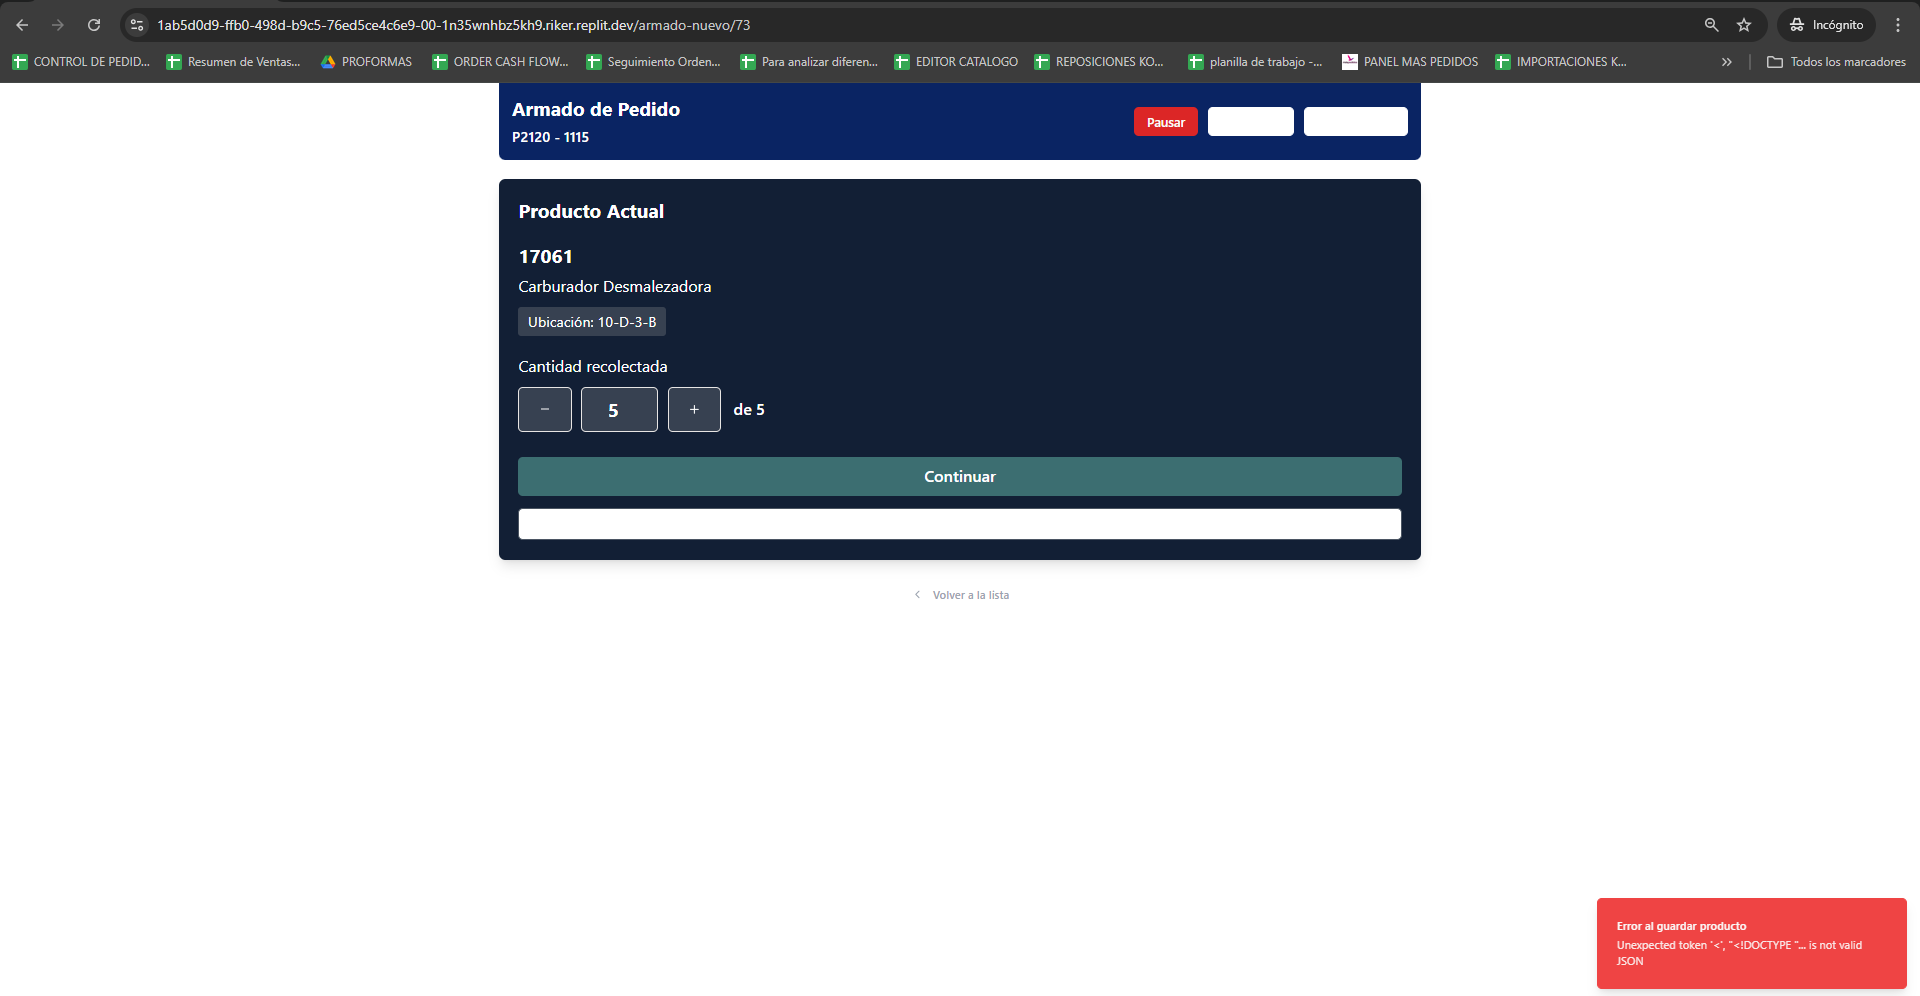 1ab5d0d9-ffb0-498d-b9c5-76ed5ce4c6e9-00-1n35wnhbz5kh9.riker.replit.dev/armado-nuevo/73
Incógnito
CONTROL DE PEDID...
Resumen de Ventas...
PROFORMAS
ORDER CASH FLOW...
Seguimiento Orden...
Para analizar diferen...
EDITOR CATALOGO
REPOSICIONES KO...
planilla de trabajo -...
PANEL MAS PEDIDOS
IMPORTACIONES K...
Todos los marcadores
Armado de Pedido
P2120 - 1115
Pausar
Producto Actual
17061
Carburador Desmalezadora
Ubicación: 10-D-3-B
Cantidad recolectada
− 5 + de 5
Continuar
Volver a la lista
Error al guardar producto
Unexpected token '<', "<!DOCTYPE "... is not valid
JSON